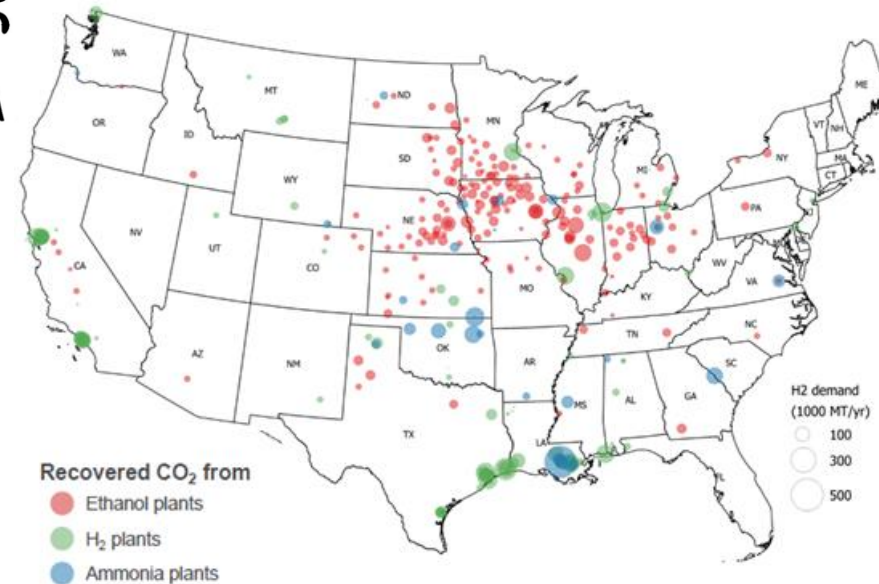 WA
MT
ND
MN
ME
OR
ID
SD
VT
NH
WY
MI
NY
MA
CT
NE
PA
NJ
NV
UT
CO
CA
WV
VA
MO
KY
AZ
NM
OK
AR
TN
NC
SC
MS
AL
GA
TX
LA
FL
H2 demand
(1000 MT/yr)
100
300
500
Recovered CO₂ from
Ethanol plants
H₂ plants
Ammonia plants